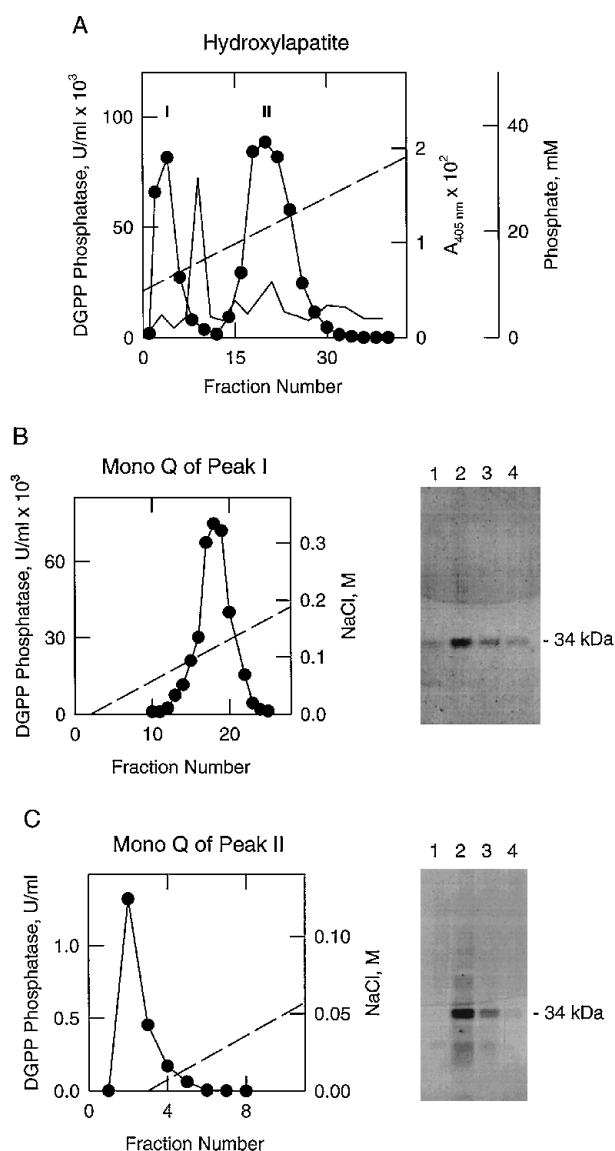 A
Hydroxylapatite
DGPP Phosphatase, U/ml x 10³
100
50
0
I
II
0 15 30
Fraction Number
2
1
0
A405 nm x 10²
40
20
0
Phosphate, mM
B
Mono Q of Peak I
DGPP Phosphatase, U/ml x 10³
60
30
0
0 10 20
Fraction Number
0.3
0.2
0.1
0.0
NaCl, M
1 2 3 4
- 34 kDa
C
Mono Q of Peak II
DGPP Phosphatase, U/ml
1.0
0.5
0.0
0 4 8
Fraction Number
0.10
0.05
0.00
NaCl, M
1 2 3 4
- 34 kDa